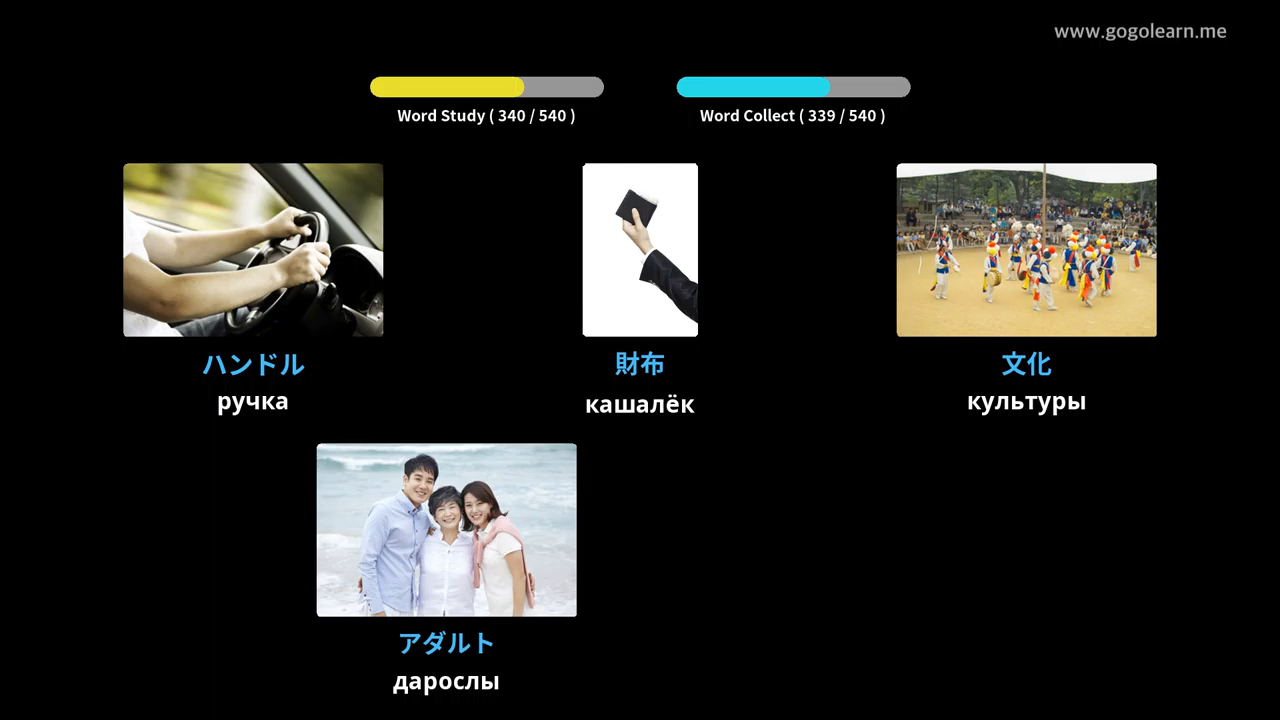 www.gogolearn.me
Word Study ( 340 / 540 )
Word Collect ( 339 / 540 )
ハンドル
ручка
財布
кашалёк
文化
культуры
アダルト
дарослы